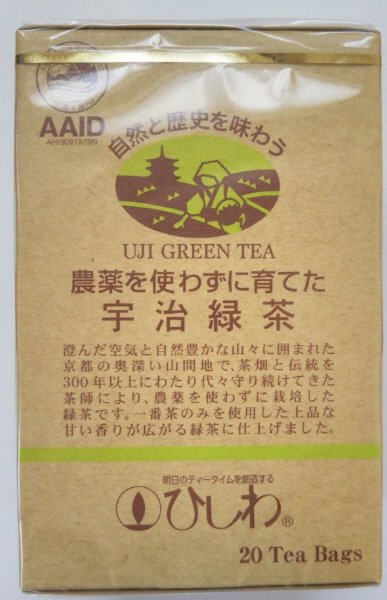 AAID
AH190913/020
自然と歴史を味わう
UJI GREEN TEA
農薬を使わずに育てた
宇治緑茶
澄んだ空気と自然豊かな山々に囲まれた
京都の奥深い山間地で、茶畑と伝統を
300年以上にわたり代々守り続けてきた
茶師により、農薬を使わずに栽培した
緑茶です。一番茶のみを使用した上品な
甘い香りが広がる緑茶に仕上げました。
明日のティータイムを創造する
ひしわ®
20 Tea Bags